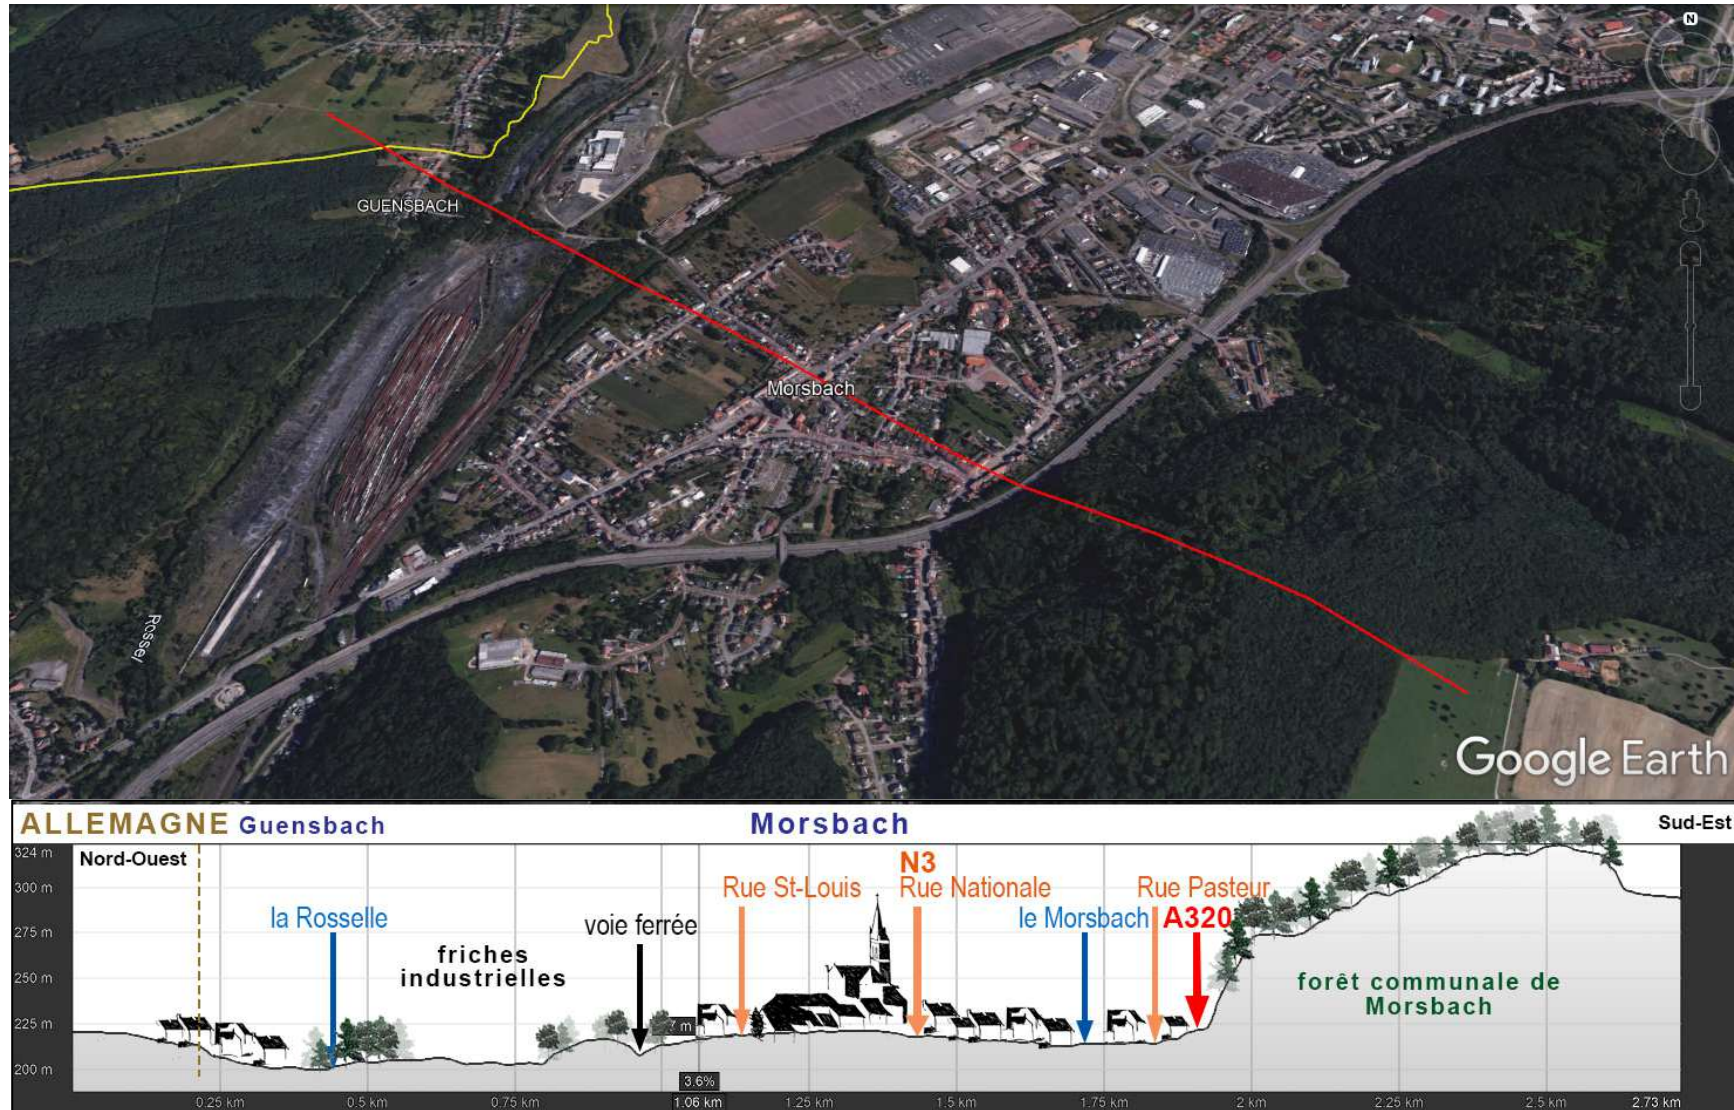 N
GUENSBACH
Morsbach
Rossel
Google Earth
ALLEMAGNE Guensbach Morsbach Sud-Est
324 m Nord-Ouest
N3
300 m Rue St-Louis Rue Nationale Rue Pasteur
la Rosselle voie ferrée le Morsbach A320
275 m
friches
industrielles
250 m
forêt communale de
Morsbach
225 m 7 m
200 m
3.6%
0.25 km 0.5 km 0.75 km 1.06 km 1.25 km 1.5 km 1.75 km 2 km 2.25 km 2.5 km 2.73 km